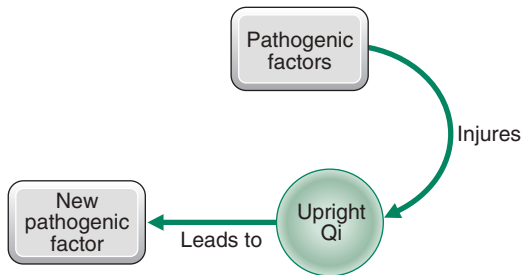 Pathogenic
factors
Injures
Upright
Qi
Leads to
New
pathogenic
factor